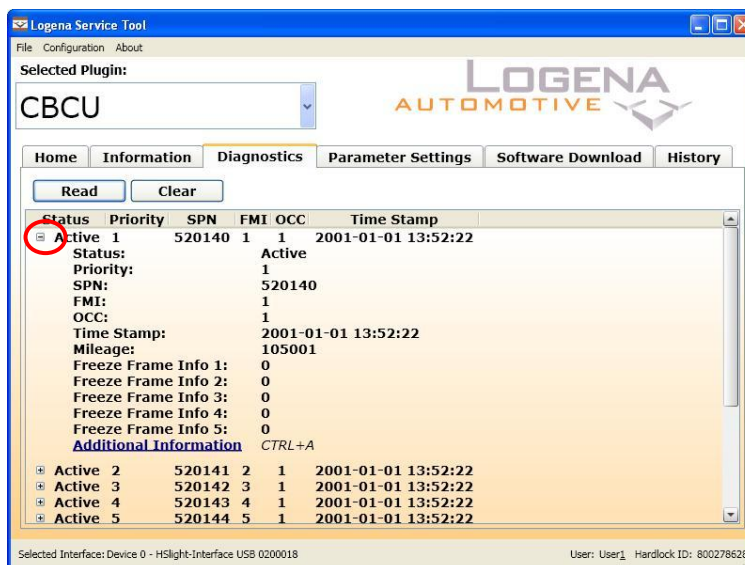 Logena Service Tool
File Configuration About
Selected Plugin:
LOGENA
AUTOMOTIVE
CBCU
Home Information Diagnostics Parameter Settings Software Download History
Read Clear
Status Priority SPN FMI OCC Time Stamp
Active 1 520140 1 1 2001-01-01 13:52:22
Status: Active
Priority: 1
SPN: 520140
FMI: 1
OCC: 1
Time Stamp: 2001-01-01 13:52:22
Mileage: 105001
Freeze Frame Info 1: 0
Freeze Frame Info 2: 0
Freeze Frame Info 3: 0
Freeze Frame Info 4: 0
Freeze Frame Info 5: 0
Additional Information CTRL+A
Active 2 520141 2 1 2001-01-01 13:52:22
Active 3 520142 3 1 2001-01-01 13:52:22
Active 4 520143 4 1 2001-01-01 13:52:22
Active 5 520144 5 1 2001-01-01 13:52:22
Selected Interface: Device 0 - HSlight-Interface USB 0200018 User: User1 Hardlock ID: 800278628